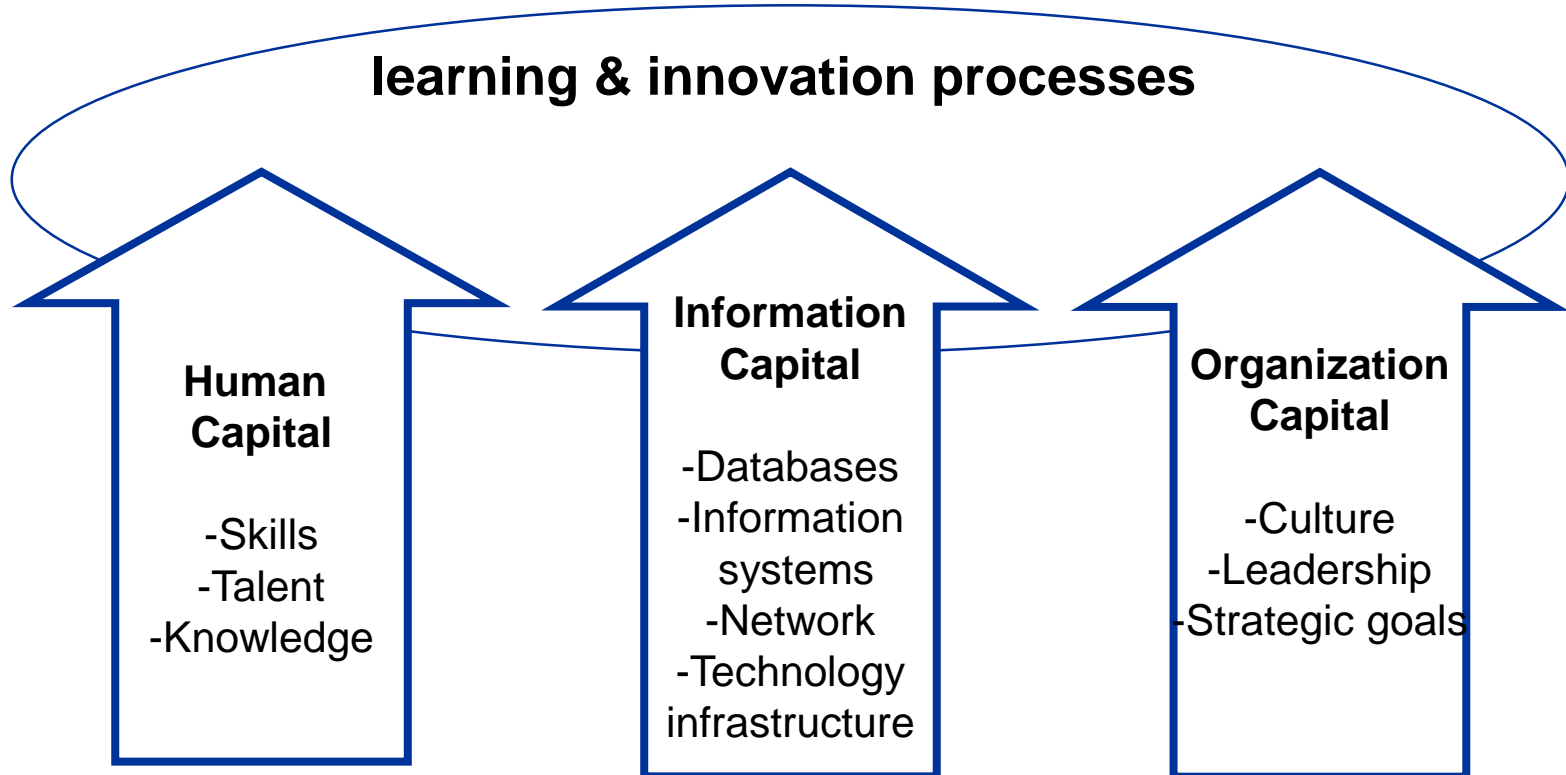 learning & innovation processes
Human
Capital
-Skills
-Talent
-Knowledge
Information
Capital
-Databases
-Information
systems
-Network
-Technology
infrastructure
Organization
Capital
-Culture
-Leadership
-Strategic goals